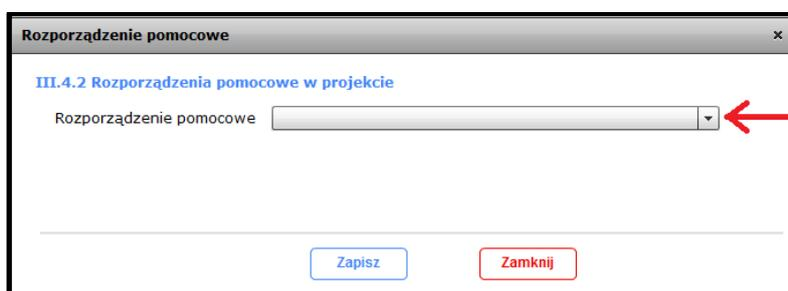 Rozporządzenie pomocowe
III.4.2 Rozporządzenia pomocowe w projekcie
Rozporządzenie pomocowe
Zapisz Zamknij